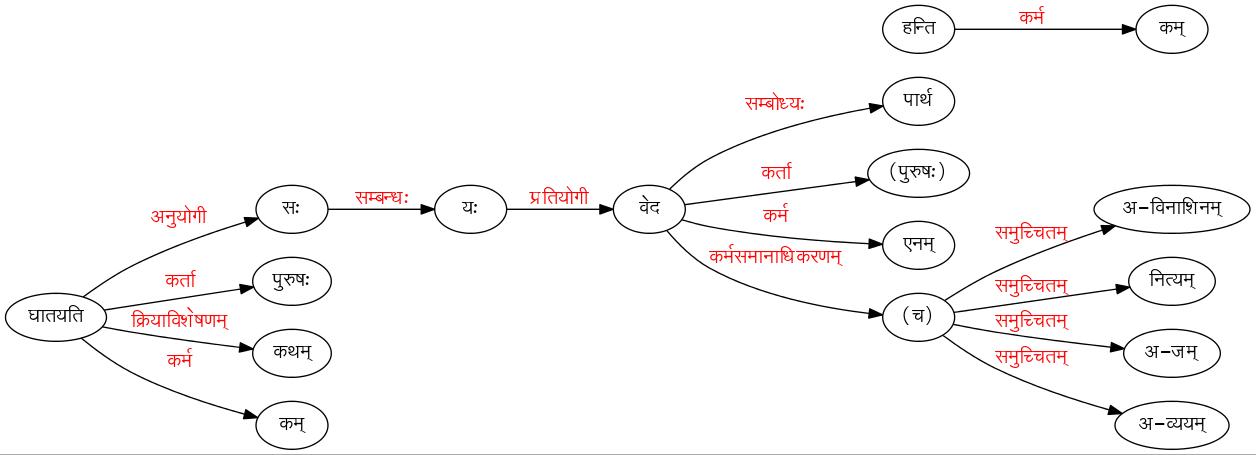 हन्ति कर्म कम्
सम्बोध्यः पार्थ
कर्ता (पुरुषः)
अनुयोगी सः सम्बन्धः यः प्रतियोगी वेद कर्म एनम्
समुच्चितम् अ-विनाशिनम्
कर्मसमानाधिकरणम् (च)
कर्ता पुरुषः
समुच्चितम् नित्यम्
घातयति
क्रियाविशेषणम् कथम्
समुच्चितम् अ-जम्
कर्म कम्
समुच्चितम् अ-व्ययम्